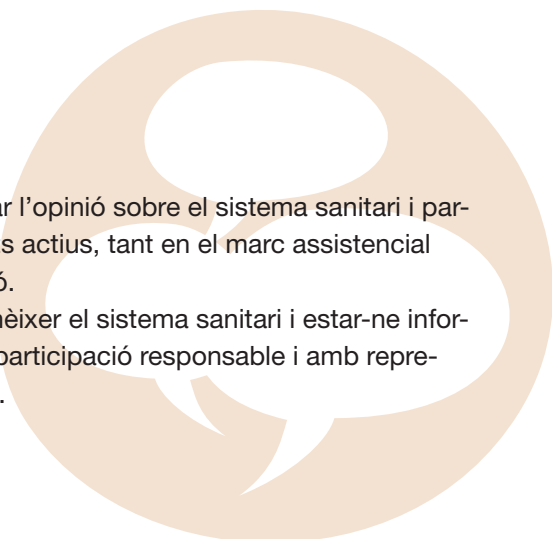 ar l’opinió sobre el sistema sanitari i par-
s actius, tant en el marc assistencial
ó.
nèixer el sistema sanitari i estar-ne infor-
participació responsable i amb repre-
.